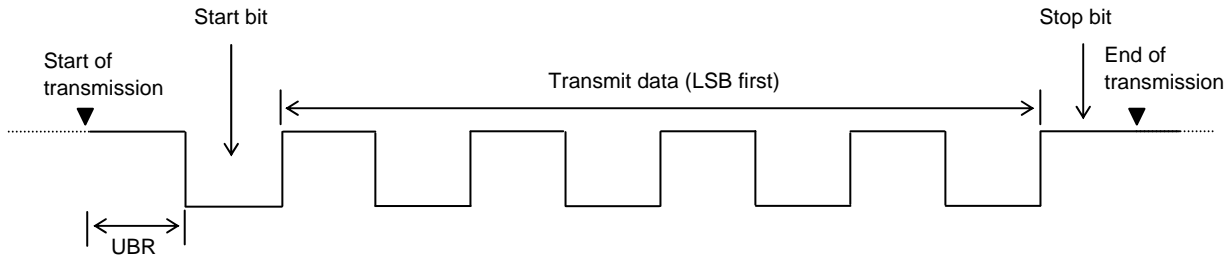 Start bit
Stop bit
Start of
transmission
End of
transmission
Transmit data (LSB first)
UBR